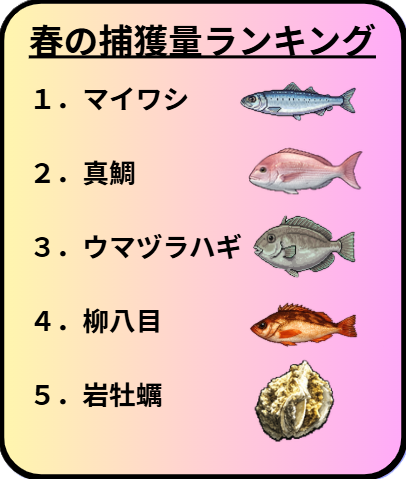 春の捕獲量ランキング
１．マイワシ
２．真鯛
３．ウマヅラハギ
４．柳八目
５．岩牡蠣